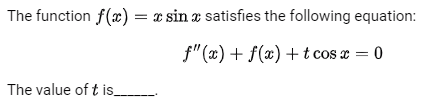 The function f(x) = x sin x satisfies the following equation:
f''(x) + f(x) + t cos x = 0
The value of t is______.